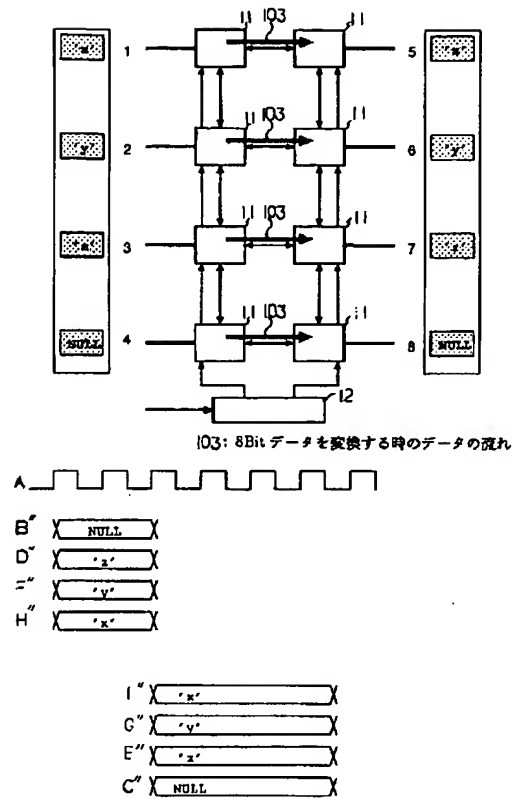 11 103 11
'x' 1 5 'x'
11 103 11
'y' 2 6 'y'
11 103 11
3 7
11 103 11
NULL 4 8 NULL
12
103: 8Bit データを変換する時のデータの流れ
A
B" NULL
D" 'z'
F" 'y'
H" 'x'
I" 'x'
G" 'y'
E" 'z'
C" NULL